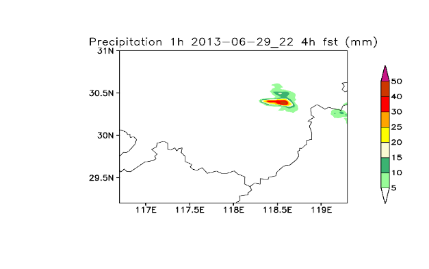 Precipitation 1h 2013-06-29_22 4h fst (mm)
31N
30.5N
30N
29.5N
117E
117.5E
118E
118.5E
119E
50
40
30
25
20
15
10
5